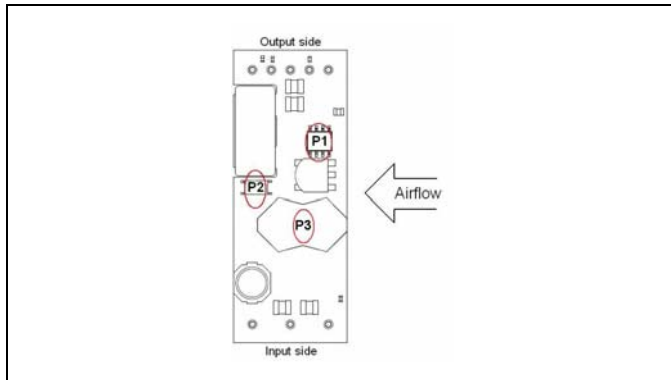 Output side
P1
P2
Airflow
P3
Input side